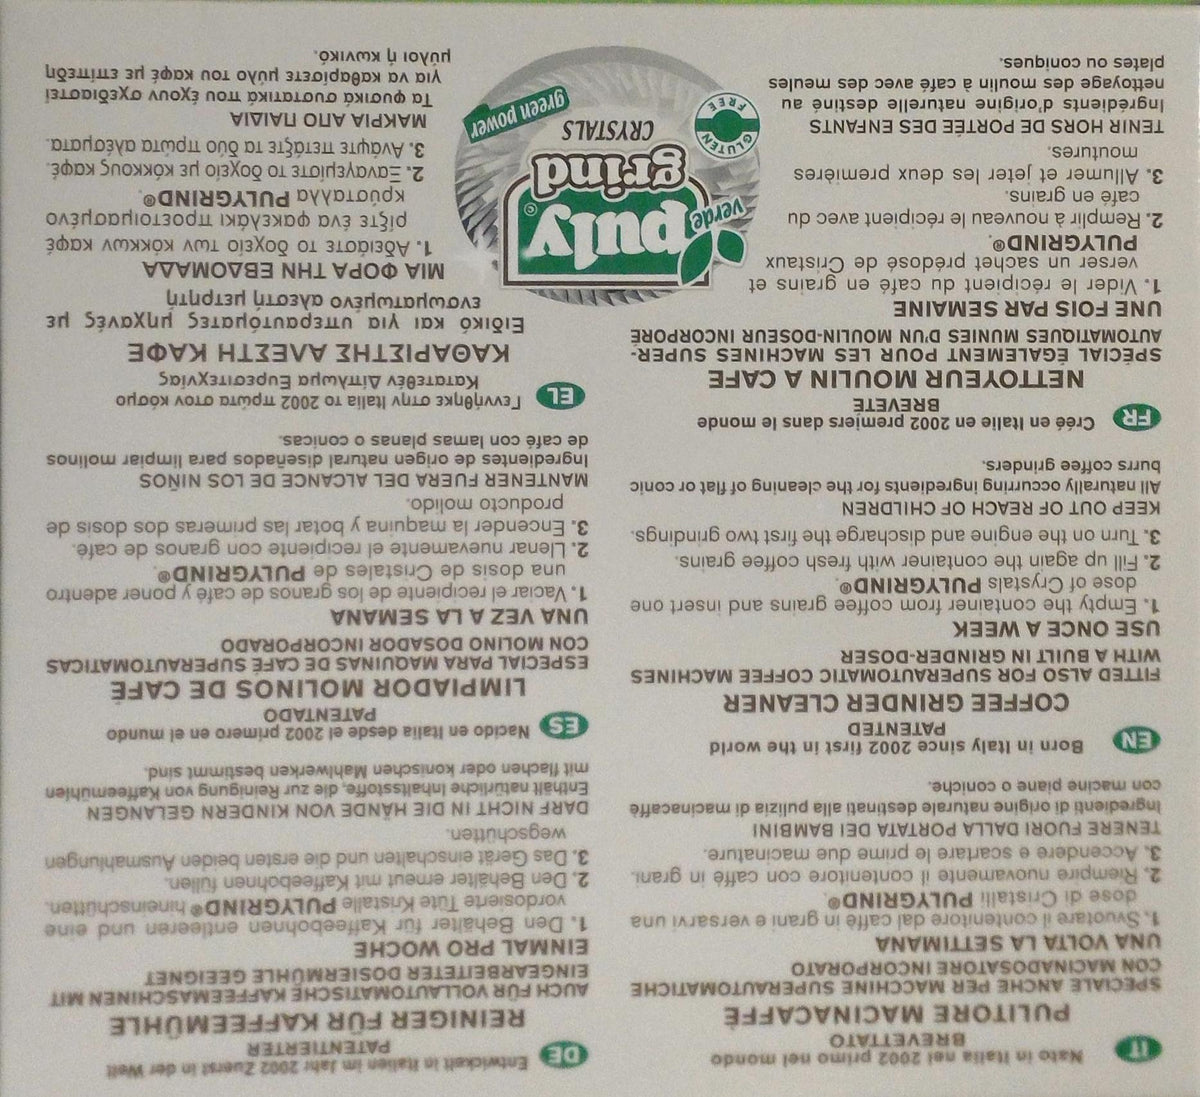 IT Nato in Italia nel 2002 primo nel mondo
BREVETTATO
PULITORE MACINACAFFÉ
SPECIALE ANCHE PER MACCHINE SUPERAUTOMATICHE
CON MACINADOSATORE INCORPORATO
UNA VOLTA LA SETTIMANA
1. Svuotare il contenitore dal caffè in grani e versarvi una
dose di Cristalli PULYGRIND®
2. Riempire nuovamente il contenitore con caffè in grani.
3. Accendere e scartare le prime due macinature.
TENERE FUORI DALLA PORTATA DEI BAMBINI
Ingredienti di origine naturale destinati alla pulizia di macinacaffè
con macine piane o coniche.
EN Born in Italy since 2002 first in the world
PATENTED
COFFEE GRINDER CLEANER
FITTED ALSO FOR SUPERAUTOMATIC COFFEE MACHINES
WITH A BUILT IN GRINDER-DOSER
USE ONCE A WEEK
1. Empty the container from coffee grains and insert one
dose of Crystals PULYGRIND®.
2. Fill up again the container with fresh coffee grains.
3. Turn on the engine and discharge the first two grindings.
KEEP OUT OF REACH OF CHILDREN
All naturally occurring ingredients for the cleaning of flat or conic
burrs coffee grinders.
FR Créé en Italie en 2002 premiers dans le monde
BREVETÉ
NETTOYEUR MOULIN A CAFE
SPÉCIAL ÉGALEMENT POUR LES MACHINES SUPER-
AUTOMATIQUES MUNIES D'UN MOULIN-DOSEUR INCORPORÉ
UNE FOIS PAR SEMAINE
1. Vider le récipient du café en grains et
verser un sachet prédosé de Cristaux
PULYGRIND®.
2. Remplir à nouveau le récipient avec du
café en grains.
3. Allumer et jeter les deux premières
moutures.
TENIR HORS DE PORTÉE DES ENFANTS
Ingrédients d'origine naturelle destiné au
nettoyage des moulin à café avec des meules
plates ou coniques.
DE Entwickelt in Italien im Jahr 2002 Zuerst in der Welt
PATENTIERTER
REINIGER FÜR KAFFEEMÜHLE
AUCH FÜR VOLLAUTOMATISCHE KAFFEEMASCHINEN MIT
EINGEARBEITETER DOSIERMÜHLE GEEIGNET
EINMAL PRO WOCHE
1. Den Behälter für Kaffeebohnen entleeren und eine
vordosierte Tüte Kristalle PULYGRIND® hineinschütten.
2. Den Behälter erneut mit Kaffeebohnen füllen.
3. Das Gerät einschalten und die ersten beiden Ausmahlungen
wegschütten.
DARF NICHT IN DIE HÄNDE VON KINDERN GELANGEN
Enthält natürliche Inhaltsstoffe, die zur Reinigung von Kaffeemühlen
mit flachen oder konischen Mahlwerken bestimmt sind.
ES Nacido en Italia desde el 2002 primero en el mundo
PATENTADO
LIMPIADOR MOLINOS DE CAFÉ
ESPECIAL PARA MAQUINAS DE CAFÉ SUPERAUTOMATICAS
CON MOLINO DOSADOR INCORPORADO
UNA VEZ A LA SEMANA
1. Vaciar el recipiente de los granos de café y poner adentro
una dosis de Cristales de PULYGRIND®.
2. Llenar nuevamente el recipiente con granos de café.
3. Encender la maquina y botar las primeras dos dosis de
producto molido.
MANTENER FUERA DEL ALCANCE DE LOS NIÑOS
Ingredientes de origen natural diseñados para limpiar molinos
de café con lamas planas o conicas.
EL Γεννήθηκε στην Italia το 2002 πρώτα στον κόσμο
Κατατεθέν Δίπλωμα Ευρεσιτεχνίας
ΚΑΘΑΡΙΣΤΗΣ ΑΛΕΣΤΗ ΚΑΦΕ
Ειδικό και για υπεραυτόματες μηχανές με
ενσωματωμένο αλεστή μετρητή
ΜΙΑ ΦΟΡΑ ΤΗΝ ΕΒΔΟΜΑΔΑ
1. Αδειάστε το δοχείο των κόκκων καφέ
ρίξτε ένα φακελάκι προετοιμασμένο
κρύσταλλα PULYGRIND®.
2. Ξαναγεμίστε το δοχείο με κόκκους καφέ.
3. Ανάψτε πετάξτε τα δύο πρώτα αλέσματα.
ΜΑΚΡΙΑ ΑΠΟ ΠΑΙΔΙΑ
Τα φυσικά συστατικά που έχουν σχεδιαστεί
για να καθαρίσετε μύλο του καφέ με επίπεδη
μύλοι ή κωνικό.
puly©
verde
grind
CRYSTALS
GLUTEN
FREE
green power